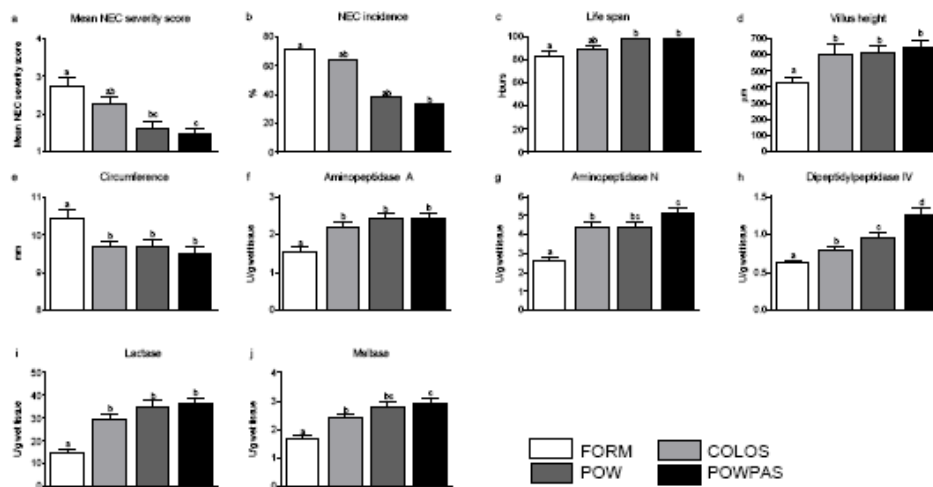 a Mean NEC severity score
b NEC incidence
c Life span
d Villus height
Mean NEC severity score
4
3
2
1
a
ab
bc
c
%
80
60
40
20
0
a
ab
ab
b
Hours
100
80
60
40
20
0
a
ab
b
b
µm
700
600
500
400
300
200
100
0
a
b
b
b
e Circumference
f Aminopeptidase A
g Aminopeptidase N
h Dipeptidylpeptidase IV
mm
11
10
9
8
a
b
b
b
U/g wet tissue
3
2
1
0
a
b
b
b
U/g wet tissue
6
5
4
3
2
1
0
a
b
bc
c
U/g wet tissue
1.5
1.0
0.5
0.0
a
b
c
d
i Lactase
j Maltase
U/g wet tissue
50
40
30
20
10
0
a
b
b
b
U/g wet tissue
4
3
2
1
0
a
b
bc
c
FORM COLOS
POW POWPAS